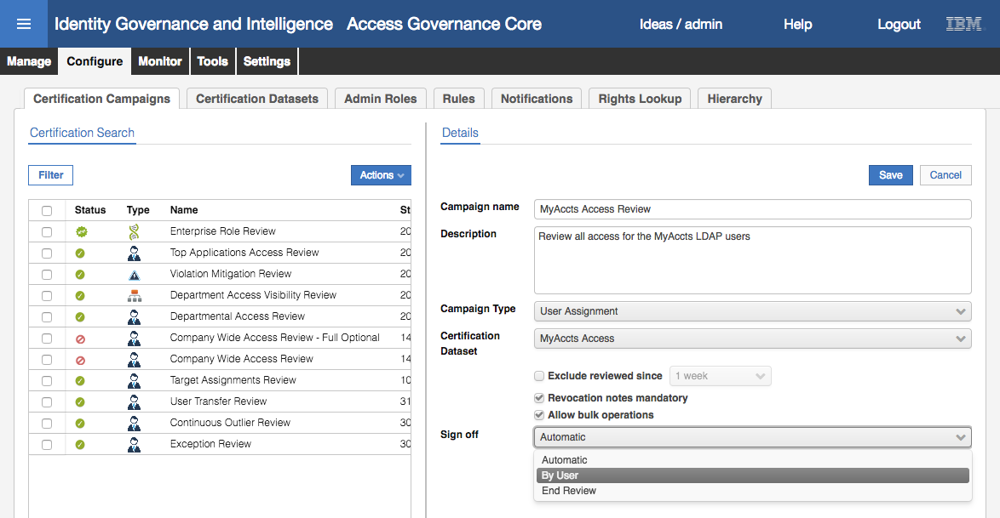 Identity Governance and Intelligence Access Governance Core Ideas / admin Help Logout IBM
Manage Configure Monitor Tools Settings
Certification Campaigns Certification Datasets Admin Roles Rules Notifications Rights Lookup Hierarchy
Certification Search
Filter Actions
Status Type Name St
Enterprise Role Review 20
Top Applications Access Review 20
Violation Mitigation Review 20
Department Access Visibility Review 20
Departmental Access Review 20
Company Wide Access Review - Full Optional 14
Company Wide Access Review 14
Target Assignments Review 10
User Transfer Review 31
Continuous Outlier Review 30
Exception Review 30
Details
Save Cancel
Campaign name MyAccts Access Review
Description Review all access for the MyAccts LDAP users
Campaign Type User Assignment
Certification
Dataset
MyAccts Access
Exclude reviewed since 1 week
Revocation notes mandatory
Allow bulk operations
Sign off Automatic
Automatic
By User
End Review